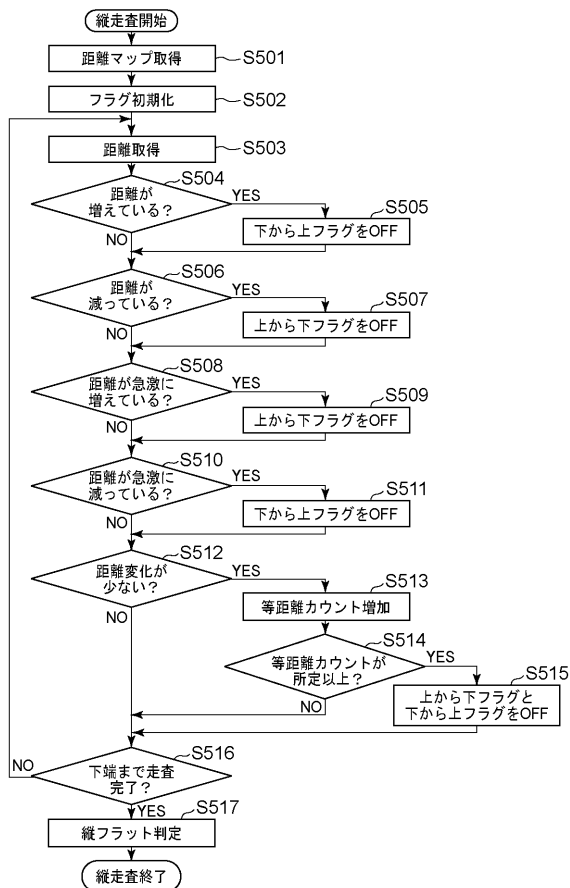 縦走査開始
距離マップ取得
S501
フラグ初期化
S502
距離取得
S503
S504
距離が
増えている?
YES
NO
S505
下から上フラグをOFF
S506
距離が
減っている?
YES
NO
S507
上から下フラグをOFF
S508
距離が急激に
増えている?
YES
NO
S509
上から下フラグをOFF
S510
距離が急激に
減っている?
YES
NO
S511
下から上フラグをOFF
S512
距離変化が
少ない?
YES
NO
S513
等距離カウント増加
S514
等距離カウントが
所定以上?
YES
NO
S515
上から下フラグと
下から上フラグをOFF
S516
下端まで走査
完了?
NO
YES
S517
縦フラット判定
縦走査終了